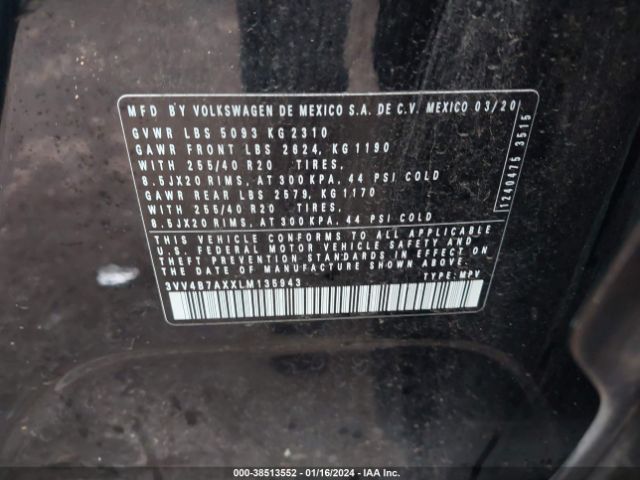 MFD BY VOLKSWAGEN DE MEXICO S.A. DE C.V. MEXICO 03/20
GVWR LBS 5093 KG 2310
GAWR FRONT LBS 2624, KG 1190
WITH 255/40 R20 TIRES,
8.5JX20 RIMS, AT 300 KPA, 44 PSI COLD
GAWR REAR LBS 2579, KG 1170
WITH 255/40 R20 TIRES,
8.5JX20 RIMS, AT 300 KPA, 44 PSI COLD
THIS VEHICLE CONFORMS TO ALL APPLICABLE
U.S. FEDERAL MOTOR VEHICLE SAFETY AND
THEFT PREVENTION STANDARDS IN EFFECT ON
THE DATE OF MANUFACTURE SHOWN ABOVE
3VV4B7AXXLM135943 TYPE: MPV
1240475 3515
000-38513552 - 01/16/2024 - IAA Inc.